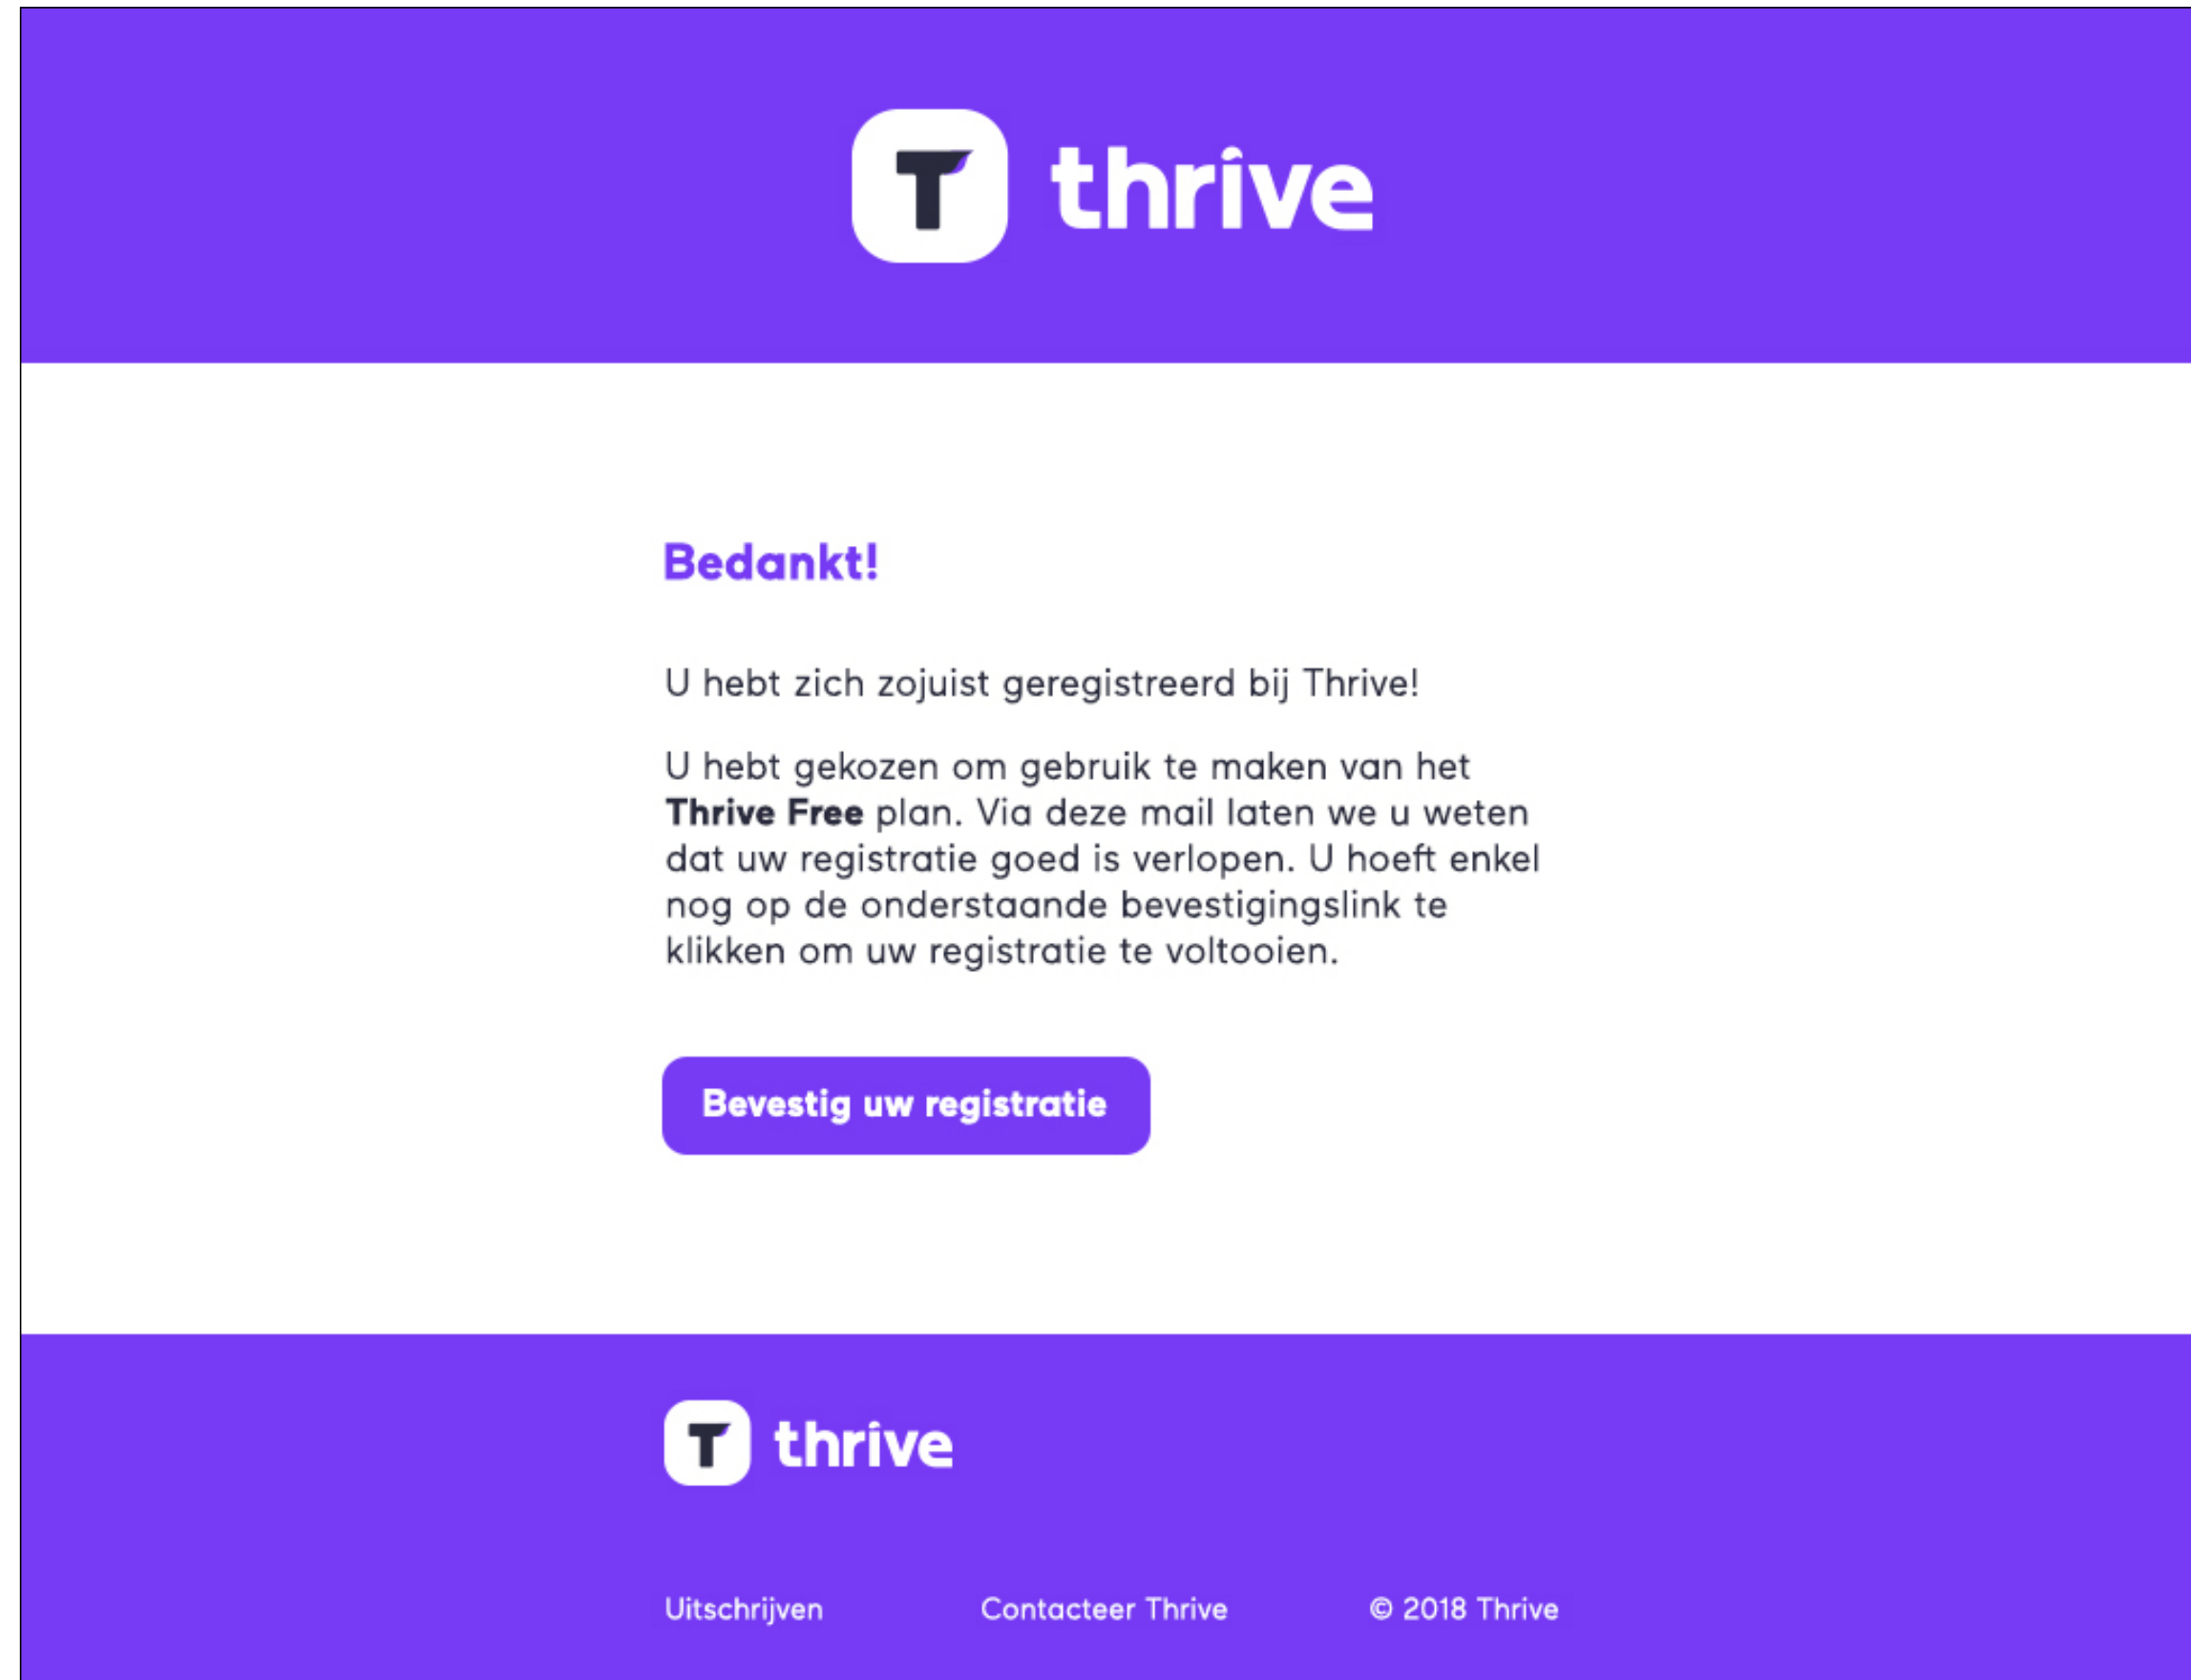 T thrive
Bedankt!
U hebt zich zojuist geregistreerd bij Thrive!
U hebt gekozen om gebruik te maken van het
Thrive Free plan. Via deze mail laten we u weten
dat uw registratie goed is verlopen. U hoeft enkel
nog op de onderstaande bevestigingslink te
klikken om uw registratie te voltooien.
Bevestig uw registratie
T thrive
Uitschrijven Contacteer Thrive © 2018 Thrive